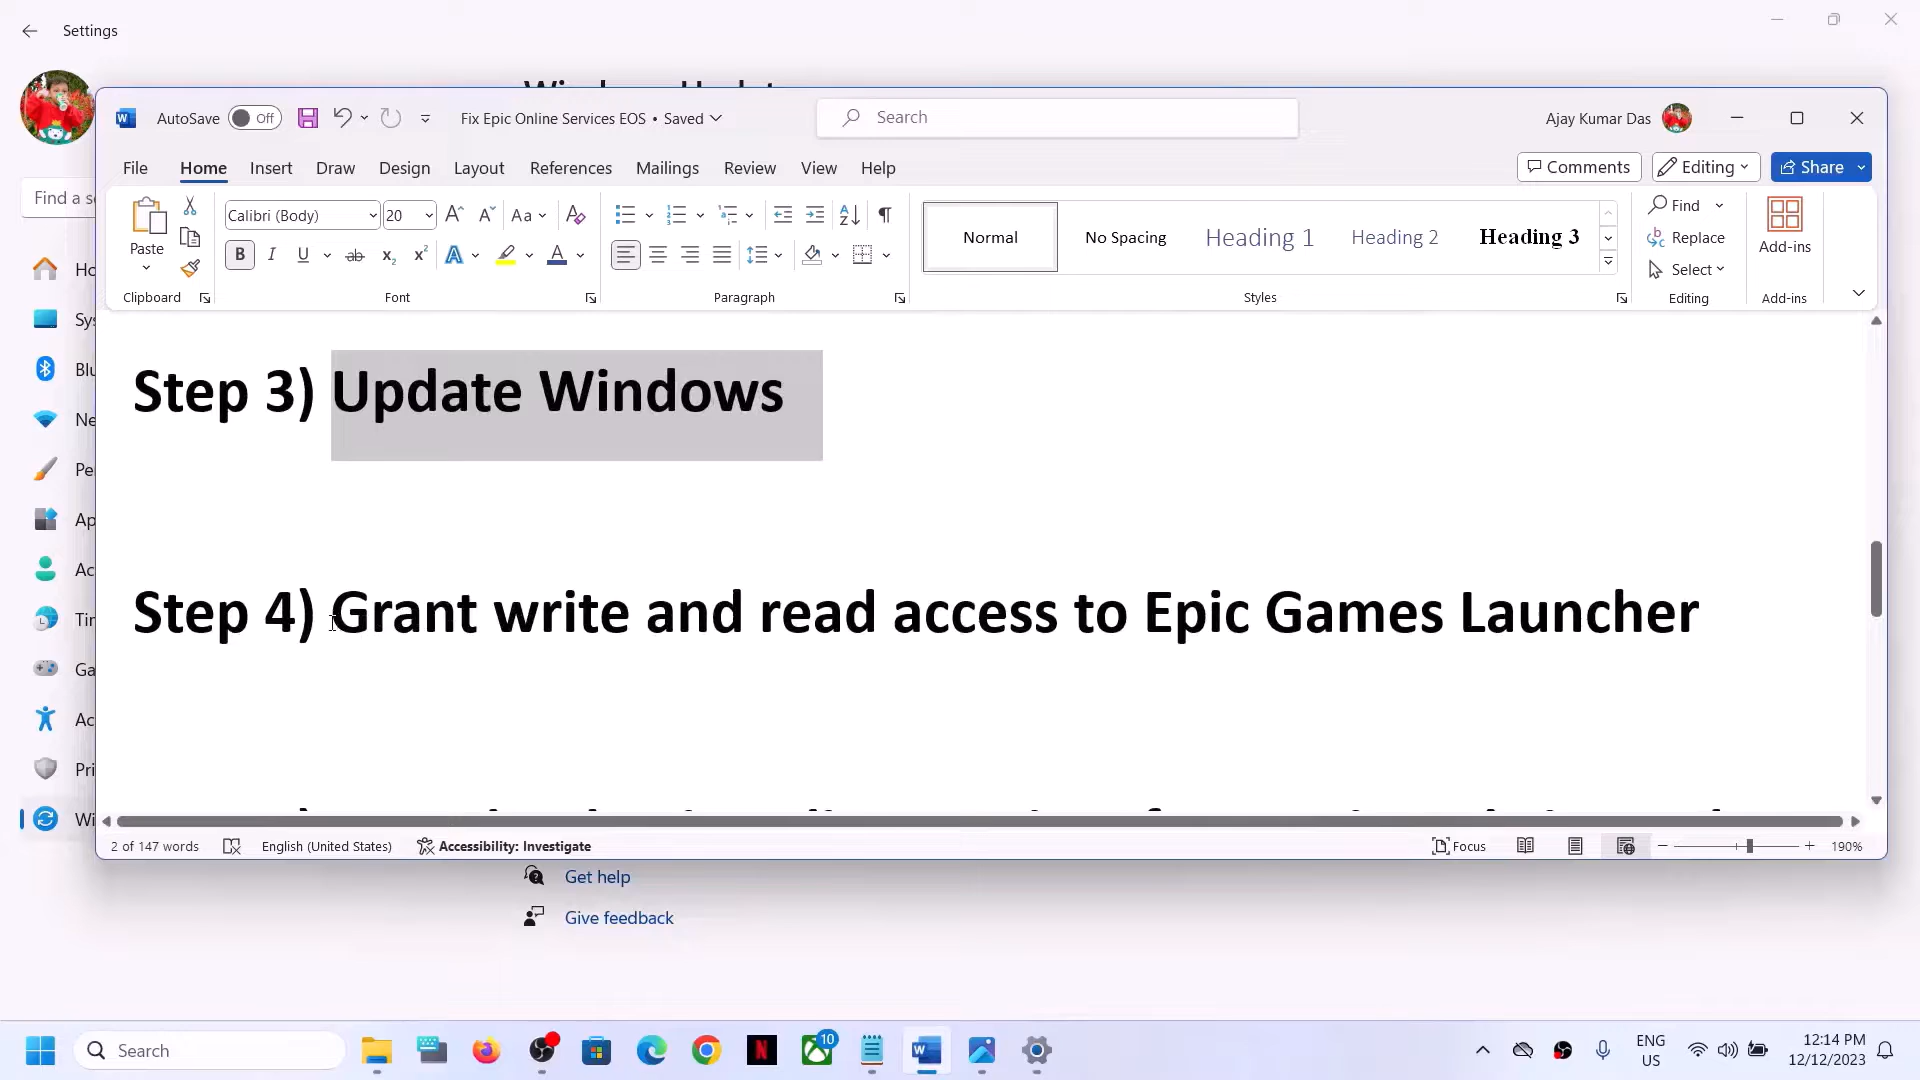 Settings
AutoSave Off Fix Epic Online Services EOS • Saved Search Ajay Kumar Das
File Home Insert Draw Design Layout References Mailings Review View Help Comments Editing Share
Find a s
Paste Calibri (Body) 20 Aa Normal No Spacing Heading 1 Heading 2 Heading 3 Find Replace Select Add-ins
Clipboard Font Paragraph Styles Editing Add-ins
Ho
Sys
Blu
Ne
Pe
Ap
Ac
Tin
Ga
Ac
Pri
Wi
Step 3) Update Windows
Step 4) Grant write and read access to Epic Games Launcher
2 of 147 words English (United States) Accessibility: Investigate Focus 190%
Get help
Give feedback
Search 10 ENG 12:14 PM
US 12/12/2023